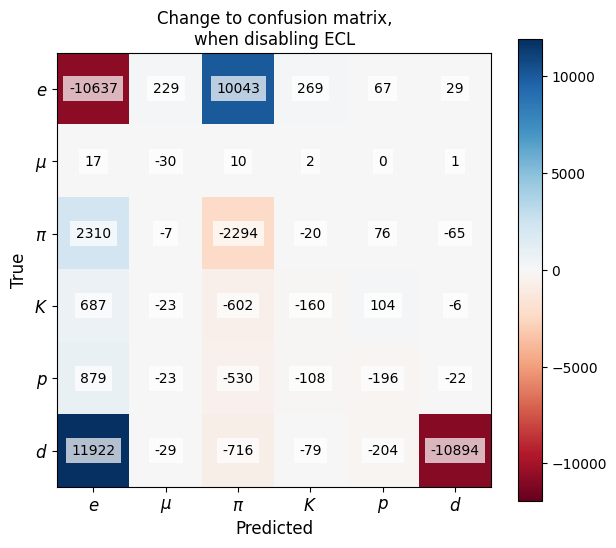 Change to confusion matrix,
when disabling ECL
e -10637 229 10043 269 67 29
μ 17 -30 10 2 0 1
π 2310 -7 -2294 -20 76 -65
K 687 -23 -602 -160 104 -6
p 879 -23 -530 -108 -196 -22
d 11922 -29 -716 -79 -204 -10894
e μ π K p d
Predicted
True
10000
5000
0
−5000
−10000